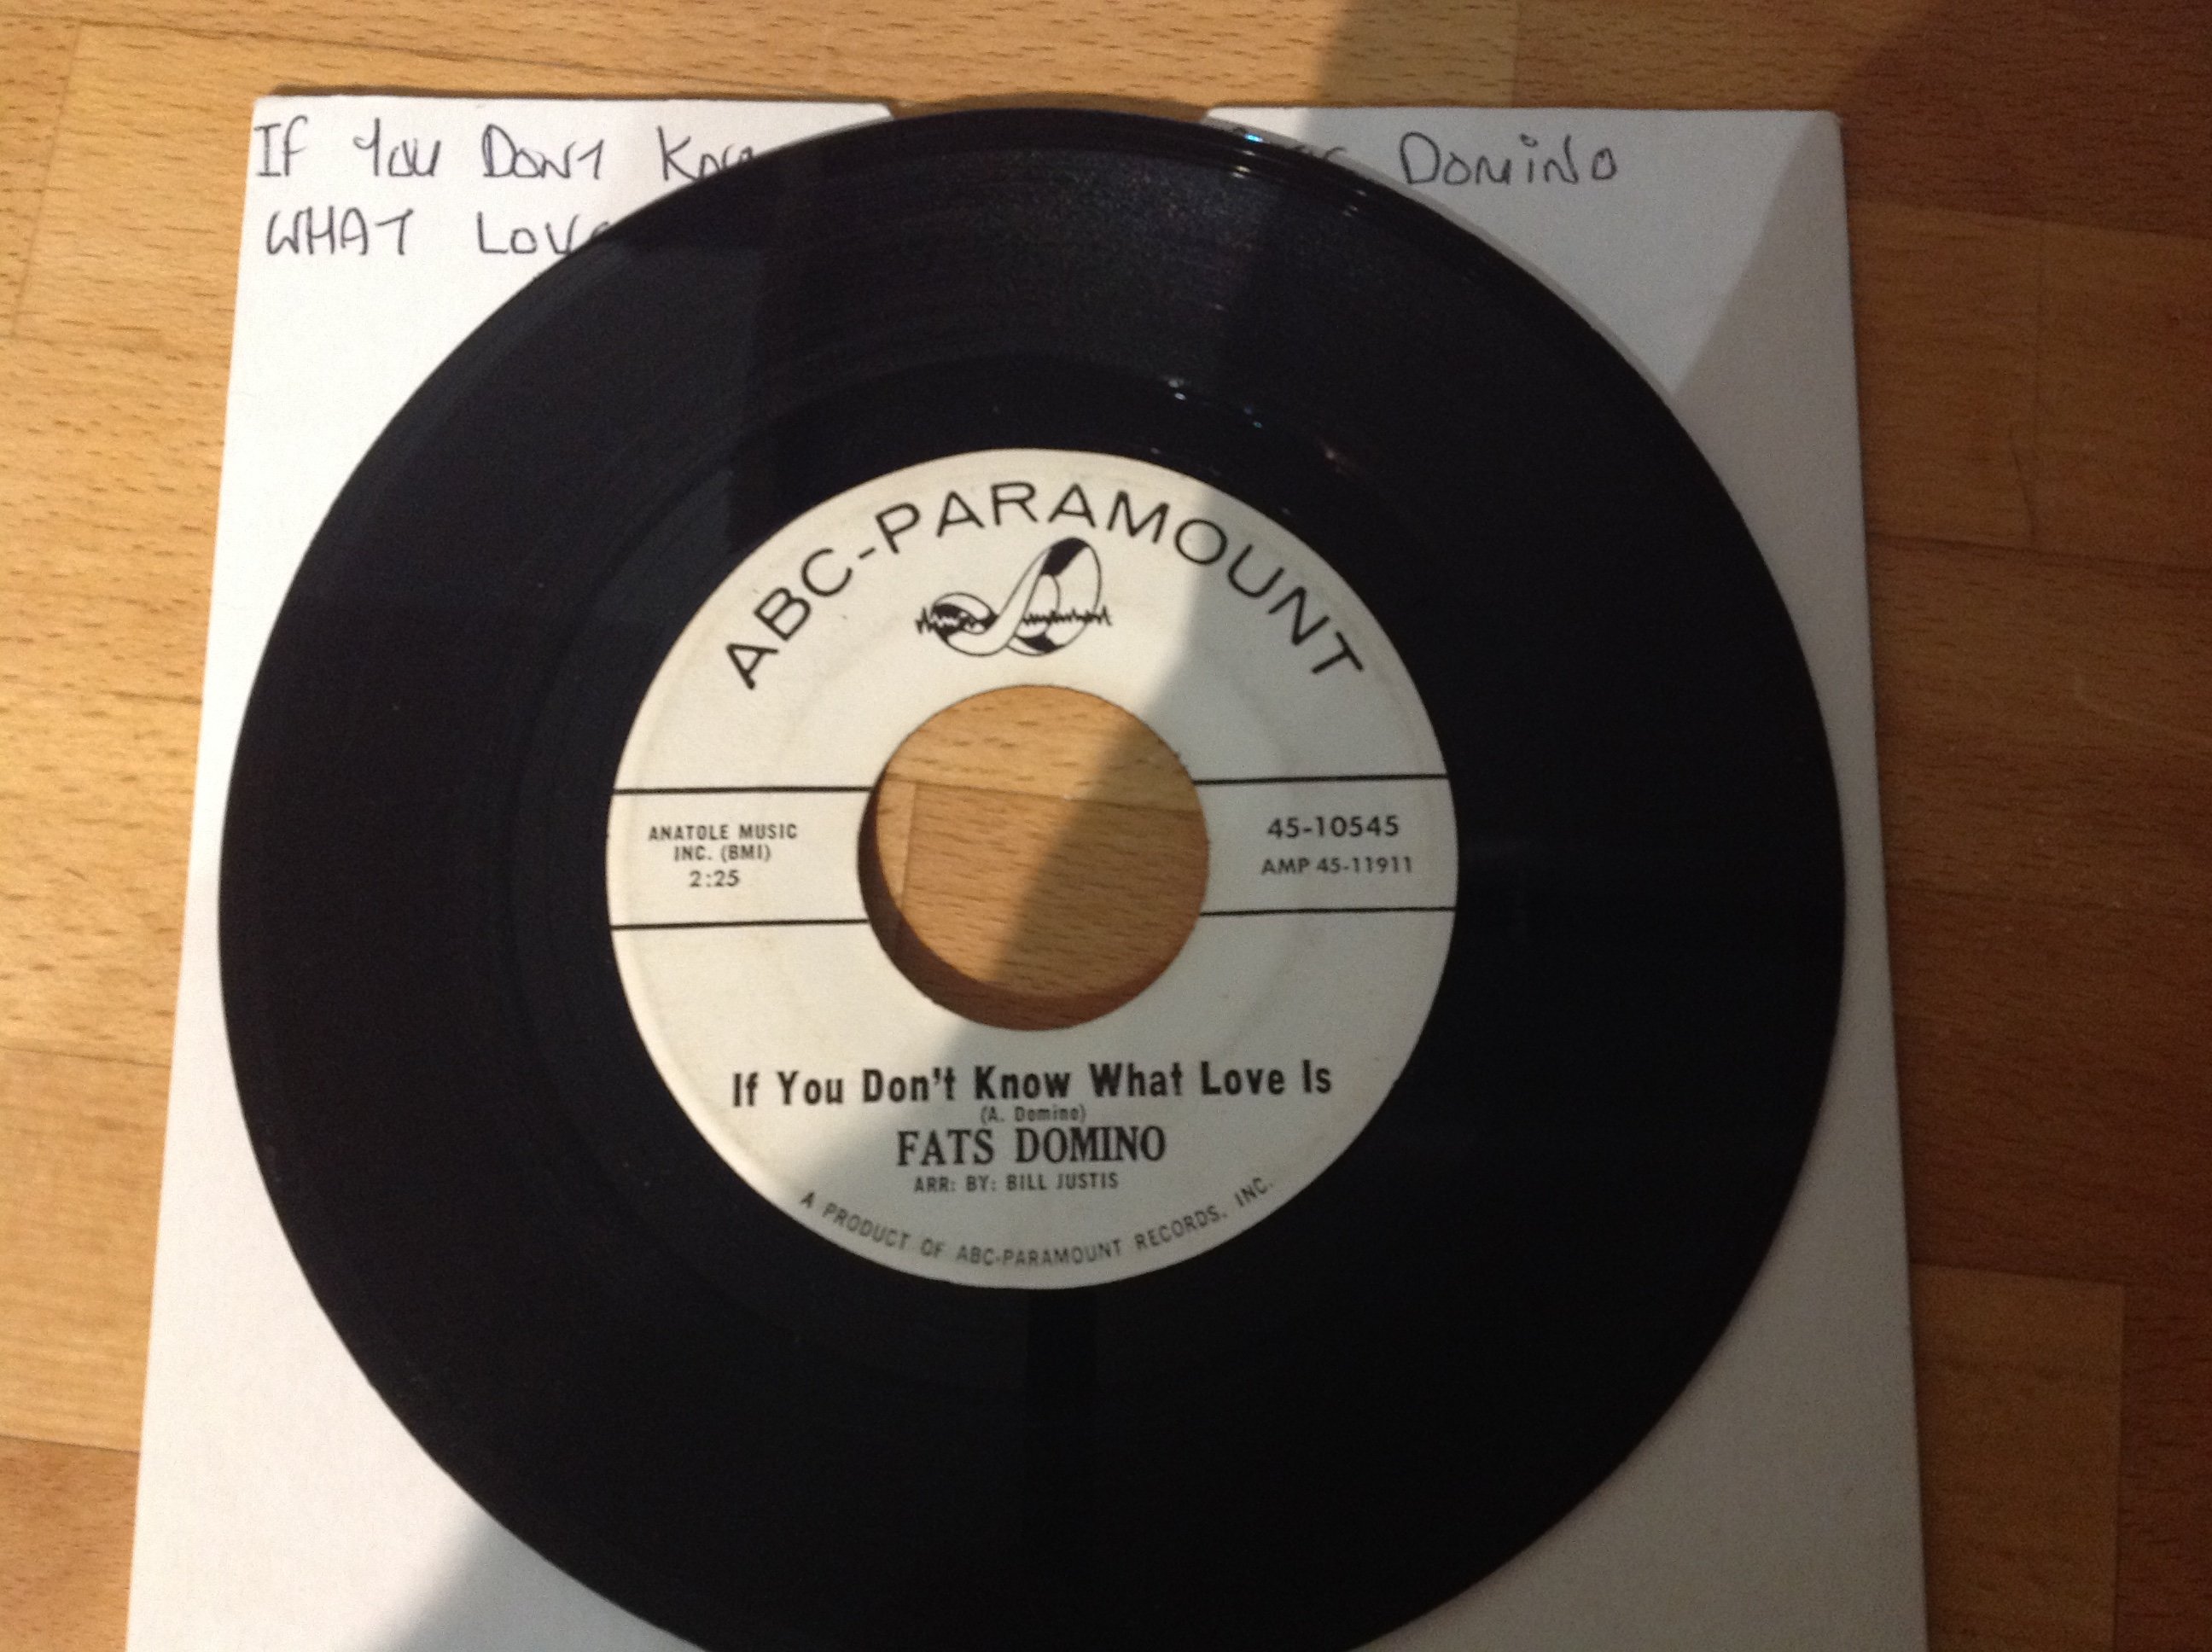 If You Dont
Domino
WHAT
ABC-PARAMOUNT
ANATOLE MUSIC
INC. (BMI)
2:25
45-10545
AMP 45-11911
If You Don't Know What Love Is
(A. Domino)
FATS DOMINO
ARR: BY: BILL JUSTIS
A PRODUCT OF ABC-PARAMOUNT RECORDS, INC.